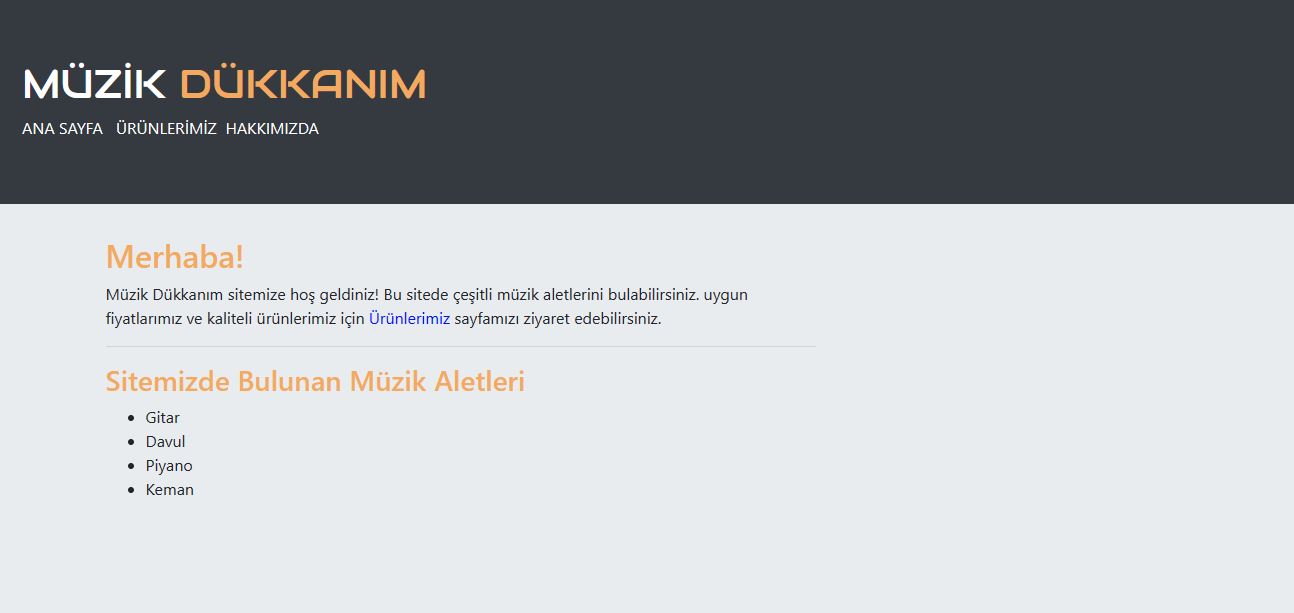 MÜZİK DÜKKANIM
ANA SAYFA ÜRÜNLERİMİZ HAKKIMIZDA
Merhaba!
Müzik Dükkanım sitemize hoş geldiniz! Bu sitede çeşitli müzik aletlerini bulabilirsiniz. uygun
fiyatlarımız ve kaliteli ürünlerimiz için Ürünlerimiz sayfamızı ziyaret edebilirsiniz.
Sitemizde Bulunan Müzik Aletleri
Gitar
Davul
Piyano
Keman